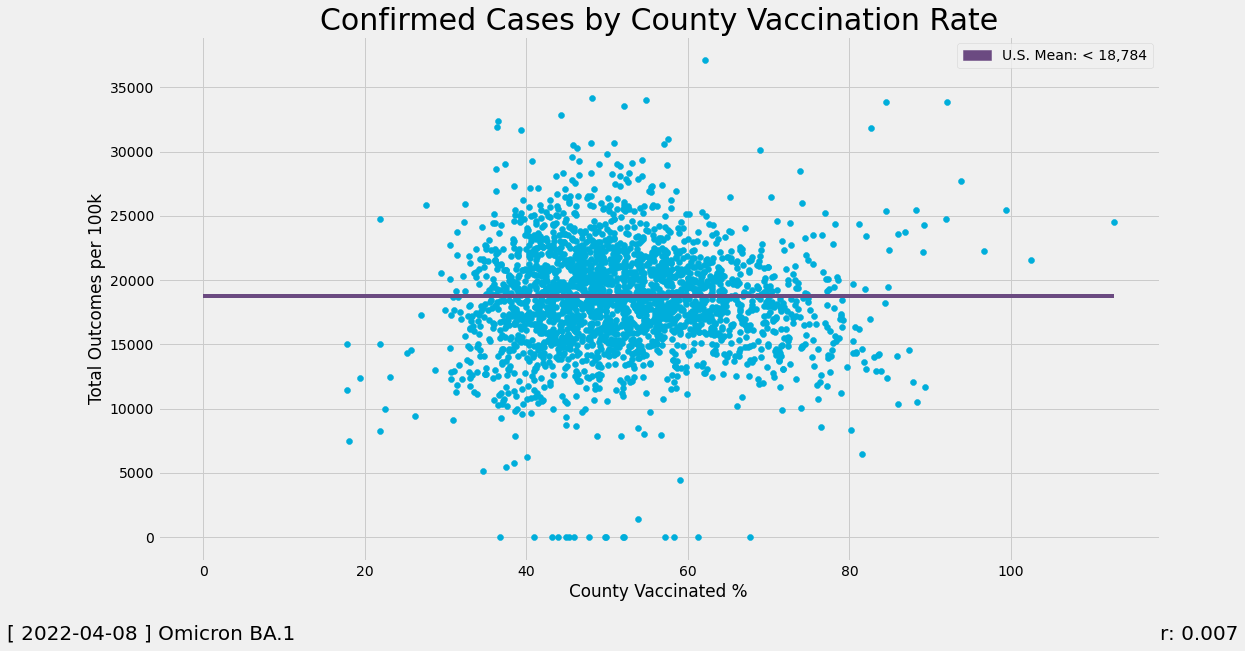 Confirmed Cases by County Vaccination Rate
U.S. Mean: < 18,784
Total Outcomes per 100k
35000
30000
25000
20000
15000
10000
5000
0
0 20 40 60 80 100
County Vaccinated %
[ 2022-04-08 ] Omicron BA.1 r: 0.007